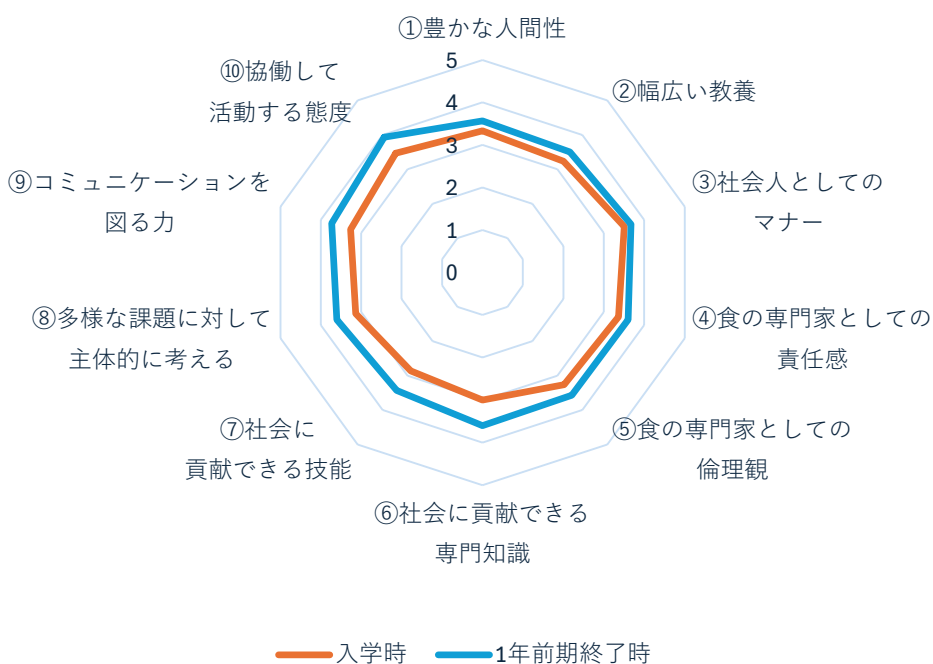 ①豊かな人間性
②幅広い教養
③社会人としての
マナー
④食の専門家としての
責任感
⑤食の専門家としての
倫理観
⑥社会に貢献できる
専門知識
⑦社会に
貢献できる技能
⑧多様な課題に対して
主体的に考える
⑨コミュニケーションを
図る力
⑩協働して
活動する態度
5
4
3
2
1
0
入学時
1年前期終了時